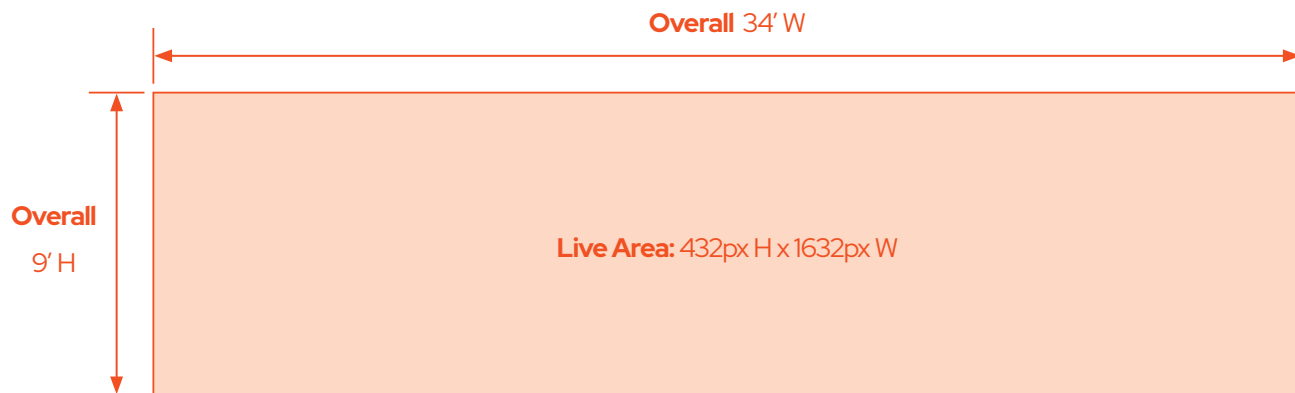 Overall 34′ W
Overall
9′ H
Live Area: 432px H x 1632px W